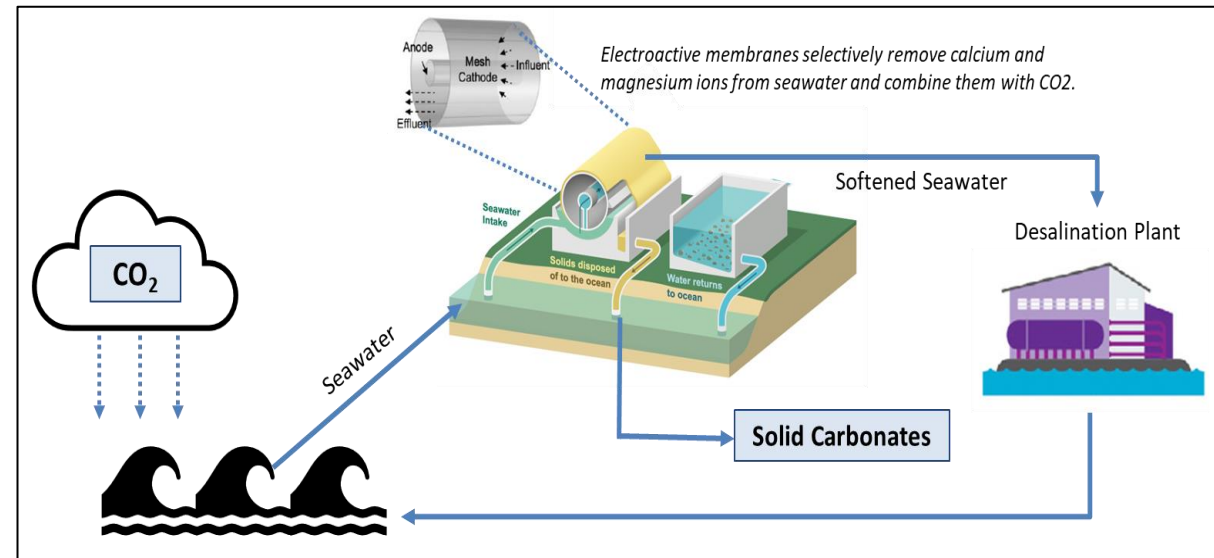 Anode
Mesh
Cathode
Influent
Effluent
Electroactive membranes selectively remove calcium and
magnesium ions from seawater and combine them with CO2.
Softened Seawater
Desalination Plant
Seawater
Intake
Solids disposed
of to the ocean
Water returns
to ocean
CO₂
Seawater
Solid Carbonates